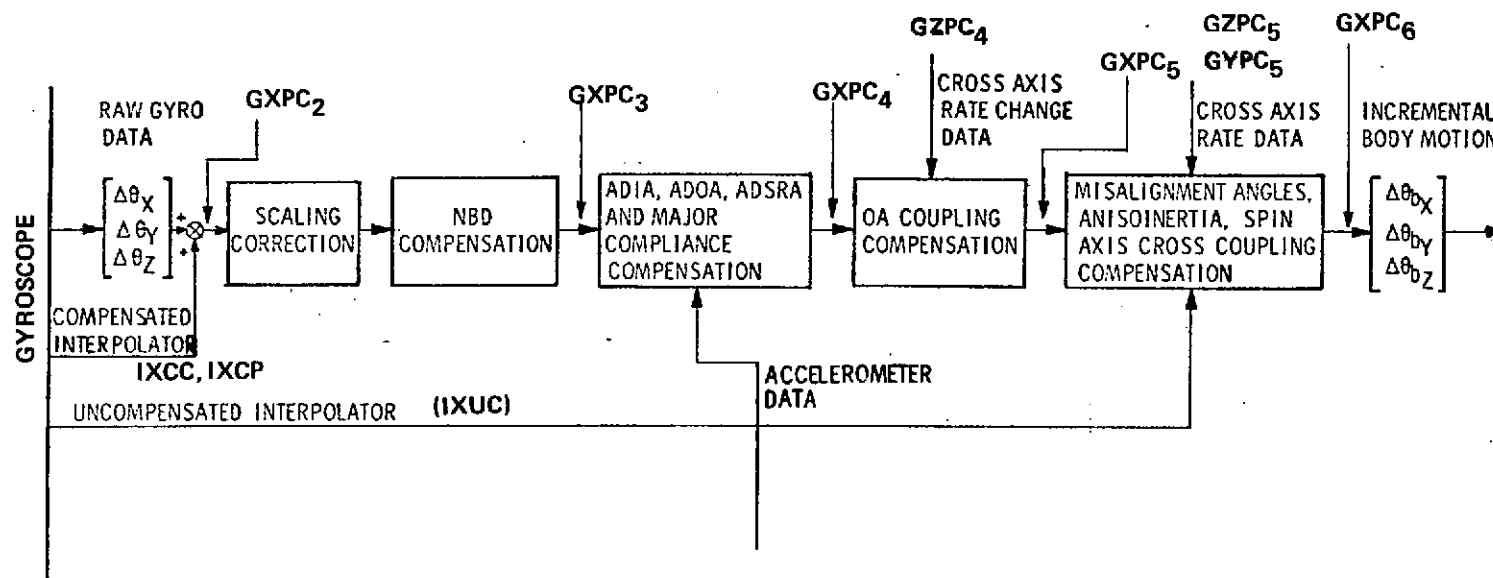 GZPC4
GZPC5
GYPC5
GXPC6
GXPC5
GXPC2
GXPC3
GXPC4
RAW GYRO
DATA
CROSS AXIS
RATE CHANGE
DATA
CROSS AXIS
RATE DATA
INCREMENTAL
BODY MOTION
GYROSCOPE
ΔθX
ΔθY
ΔθZ
+
+
SCALING
CORRECTION
NBD
COMPENSATION
ADIA, ADOA, ADSRA
AND MAJOR
COMPLIANCE
COMPENSATION
OA COUPLING
COMPENSATION
MISALIGNMENT ANGLES,
ANISOINERTIA, SPIN
AXIS CROSS COUPLING
COMPENSATION
ΔθbX
ΔθbY
ΔθbZ
COMPENSATED
INTERPOLATOR
IXCC, IXCP
UNCOMPENSATED INTERPOLATOR (IXUC)
ACCELEROMETER
DATA